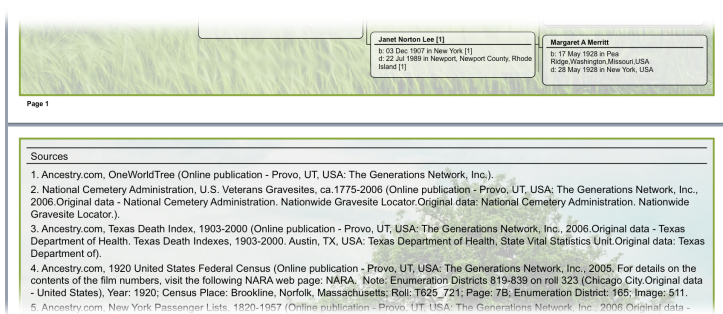 Janet Norton Lee [1]
b: 03 Dec 1907 in New York [1]
d: 22 Jul 1989 in Newport, Newport County, Rhode
Island [1]
Margaret A Merritt
b: 17 May 1928 in Pea
Ridge,Washington,Missouri,USA
d: 28 May 1928 in New York, USA
Page 1
Sources
1. Ancestry.com, OneWorldTree (Online publication - Provo, UT, USA: The Generations Network, Inc.).
2. National Cemetery Administration, U.S. Veterans Gravesites, ca.1775-2006 (Online publication - Provo, UT, USA: The Generations Network, Inc.,
2006.Original data - National Cemetery Administration. Nationwide Gravesite Locator.Original data: National Cemetery Administration. Nationwide
Gravesite Locator.).
3. Ancestry.com, Texas Death Index, 1903-2000 (Online publication - Provo, UT, USA: The Generations Network, Inc., 2006.Original data - Texas
Department of Health. Texas Death Indexes, 1903-2000. Austin, TX, USA: Texas Department of Health, State Vital Statistics Unit.Original data: Texas
Department of).
4. Ancestry.com, 1920 United States Federal Census (Online publication - Provo, UT, USA: The Generations Network, Inc., 2005. For details on the
contents of the film numbers, visit the following NARA web page: NARA. Note: Enumeration Districts 819-839 on roll 323 (Chicago City.Original data
- United States), Year: 1920; Census Place: Brookline, Norfolk, Massachusetts; Roll: T625_721; Page: 7B; Enumeration District: 165; Image: 511.
5. Ancestry.com, New York Passenger Lists, 1820-1957 (Online publication - Provo, UT, USA: The Generations Network, Inc., 2006.Original data -